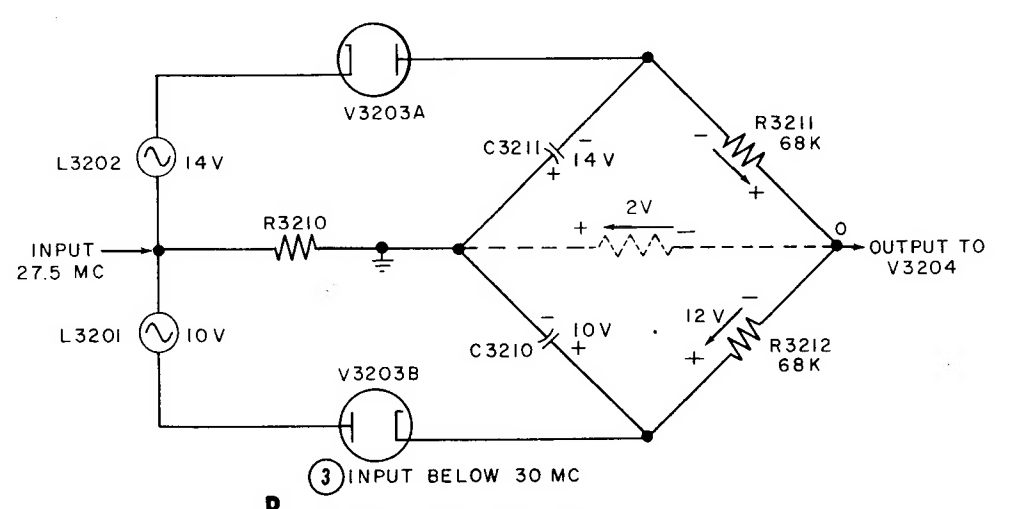 V3203A
L3202
14V
C3211
−
14V
+
R3211
68K
−
+
R3210
2V
+
−
O
INPUT
27.5 MC
OUTPUT TO
V3204
L3201
10V
C3210
−
10V
+
12V
−
+
R3212
68K
V3203B
3 INPUT BELOW 30 MC